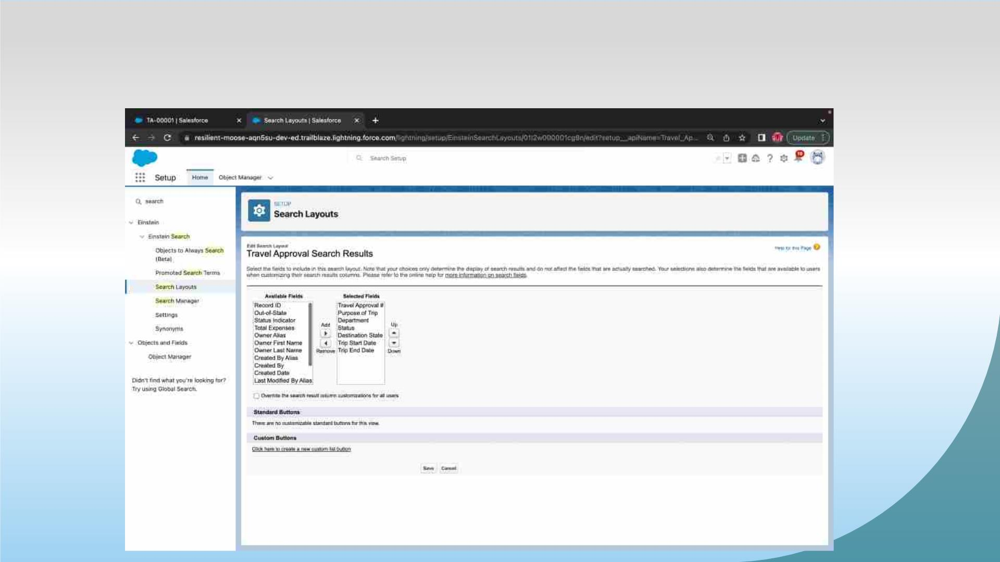 TA-00001 | Salesforce
Search Layouts | Salesforce
resilient-moose-aqn5su-dev-ed.trailblaze.lightning.force.com/lightning/setup/EinsteinSearchLayouts/01I2w000001cg8n/edit?setup__apiName=Travel_Ap...
Update
Search Setup
10
Setup
Home
Object Manager
search
Einstein
Einstein Search
Objects to Always Search
(Beta)
Promoted Search Terms
Search Layouts
Search Manager
Settings
Synonyms
Objects and Fields
Object Manager
Didn't find what you're looking for?
Try using Global Search.
SETUP
Search Layouts
Edit Search Layout
Travel Approval Search Results
Help for this Page
Select the fields to include in this search layout. Note that your choices only determine the display of search results and do not affect the fields that are actually searched. Your selections also determine the fields that are available to users
when customizing their search results columns. Please refer to the online help for more information on search fields.
Available Fields
Record ID
Out-of-State
Status Indicator
Total Expenses
Owner Alias
Owner First Name
Owner Last Name
Created By Alias
Created By
Created Date
Last Modified By Alias
Add
Remove
Selected Fields
Travel Approval #
Purpose of Trip
Department
Status
Destination State
Trip Start Date
Trip End Date
Up
Down
Override the search result column customizations for all users
Standard Buttons
There are no customizable standard buttons for this view.
Custom Buttons
Click here to create a new custom list button
Save
Cancel